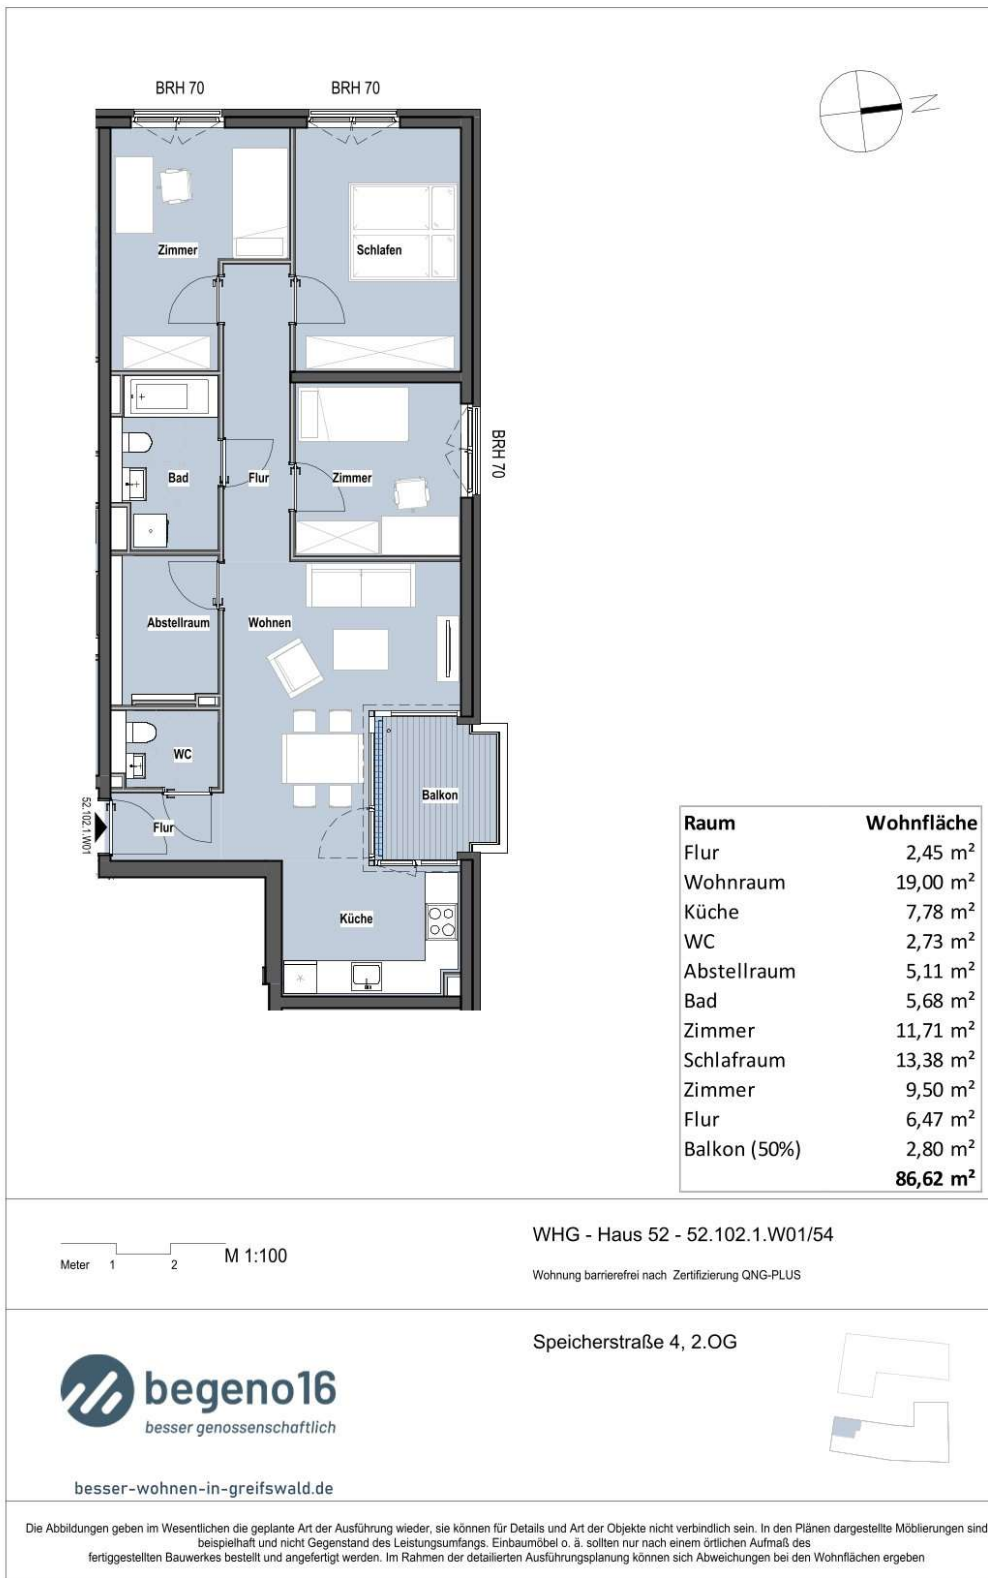 BRH 70
BRH 70
N
Zimmer
Schlafen
BRH 70
Bad
Flur
Zimmer
Abstellraum
Wohnen
WC
Balkon
52.102.1.W01
Flur
Küche
Raum Wohnfläche
Flur 2,45 m²
Wohnraum 19,00 m²
Küche 7,78 m²
WC 2,73 m²
Abstellraum 5,11 m²
Bad 5,68 m²
Zimmer 11,71 m²
Schlafraum 13,38 m²
Zimmer 9,50 m²
Flur 6,47 m²
Balkon (50%) 2,80 m²
86,62 m²
Meter 1 2 M 1:100
WHG - Haus 52 - 52.102.1.W01/54
Wohnung barrierefrei nach Zertifizierung QNG-PLUS
Speicherstraße 4, 2.OG
begeno16
besser genossenschaftlich
besser-wohnen-in-greifswald.de
Die Abbildungen geben im Wesentlichen die geplante Art der Ausführung wieder, sie können für Details und Art der Objekte nicht verbindlich sein. In den Plänen dargestellte Möblierungen sind
beispielhaft und nicht Gegenstand des Leistungsumfangs. Einbaumöbel o. ä. sollten nur nach einem örtlichen Aufmaß des
fertiggestellten Bauwerkes bestellt und angefertigt werden. Im Rahmen der detailierten Ausführungsplanung können sich Abweichungen bei den Wohnflächen ergeben